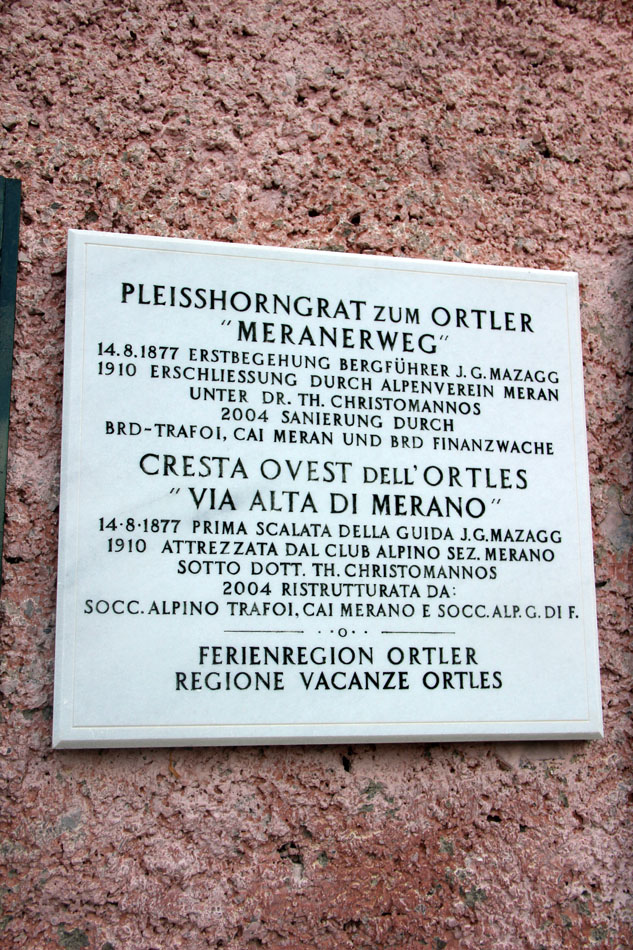 PLEISSHORNGRAT ZUM ORTLER
"MERANERWEG"
14.8.1877 ERSTBEGEHUNG BERGFÜHRER J.G.MAZAGG
1910 ERSCHLIESSUNG DURCH ALPENVEREIN MERAN
UNTER DR. TH. CHRISTOMANNOS
2004 SANIERUNG DURCH
BRD-TRAFOI, CAI MERAN UND BRD FINANZWACHE
CRESTA OVEST DELL'ORTLES
"VIA ALTA DI MERANO"
14·8·1877 PRIMA SCALATA DELLA GUIDA J.G.MAZAGG
1910 ATTREZZATA DAL CLUB ALPINO SEZ. MERANO
SOTTO DOTT. TH. CHRISTOMANNOS
2004 RISTRUTTURATA DA:
SOCC. ALPINO TRAFOI, CAI MERANO E SOCC. ALP. G. DI F.
FERIENREGION ORTLER
REGIONE VACANZE ORTLES